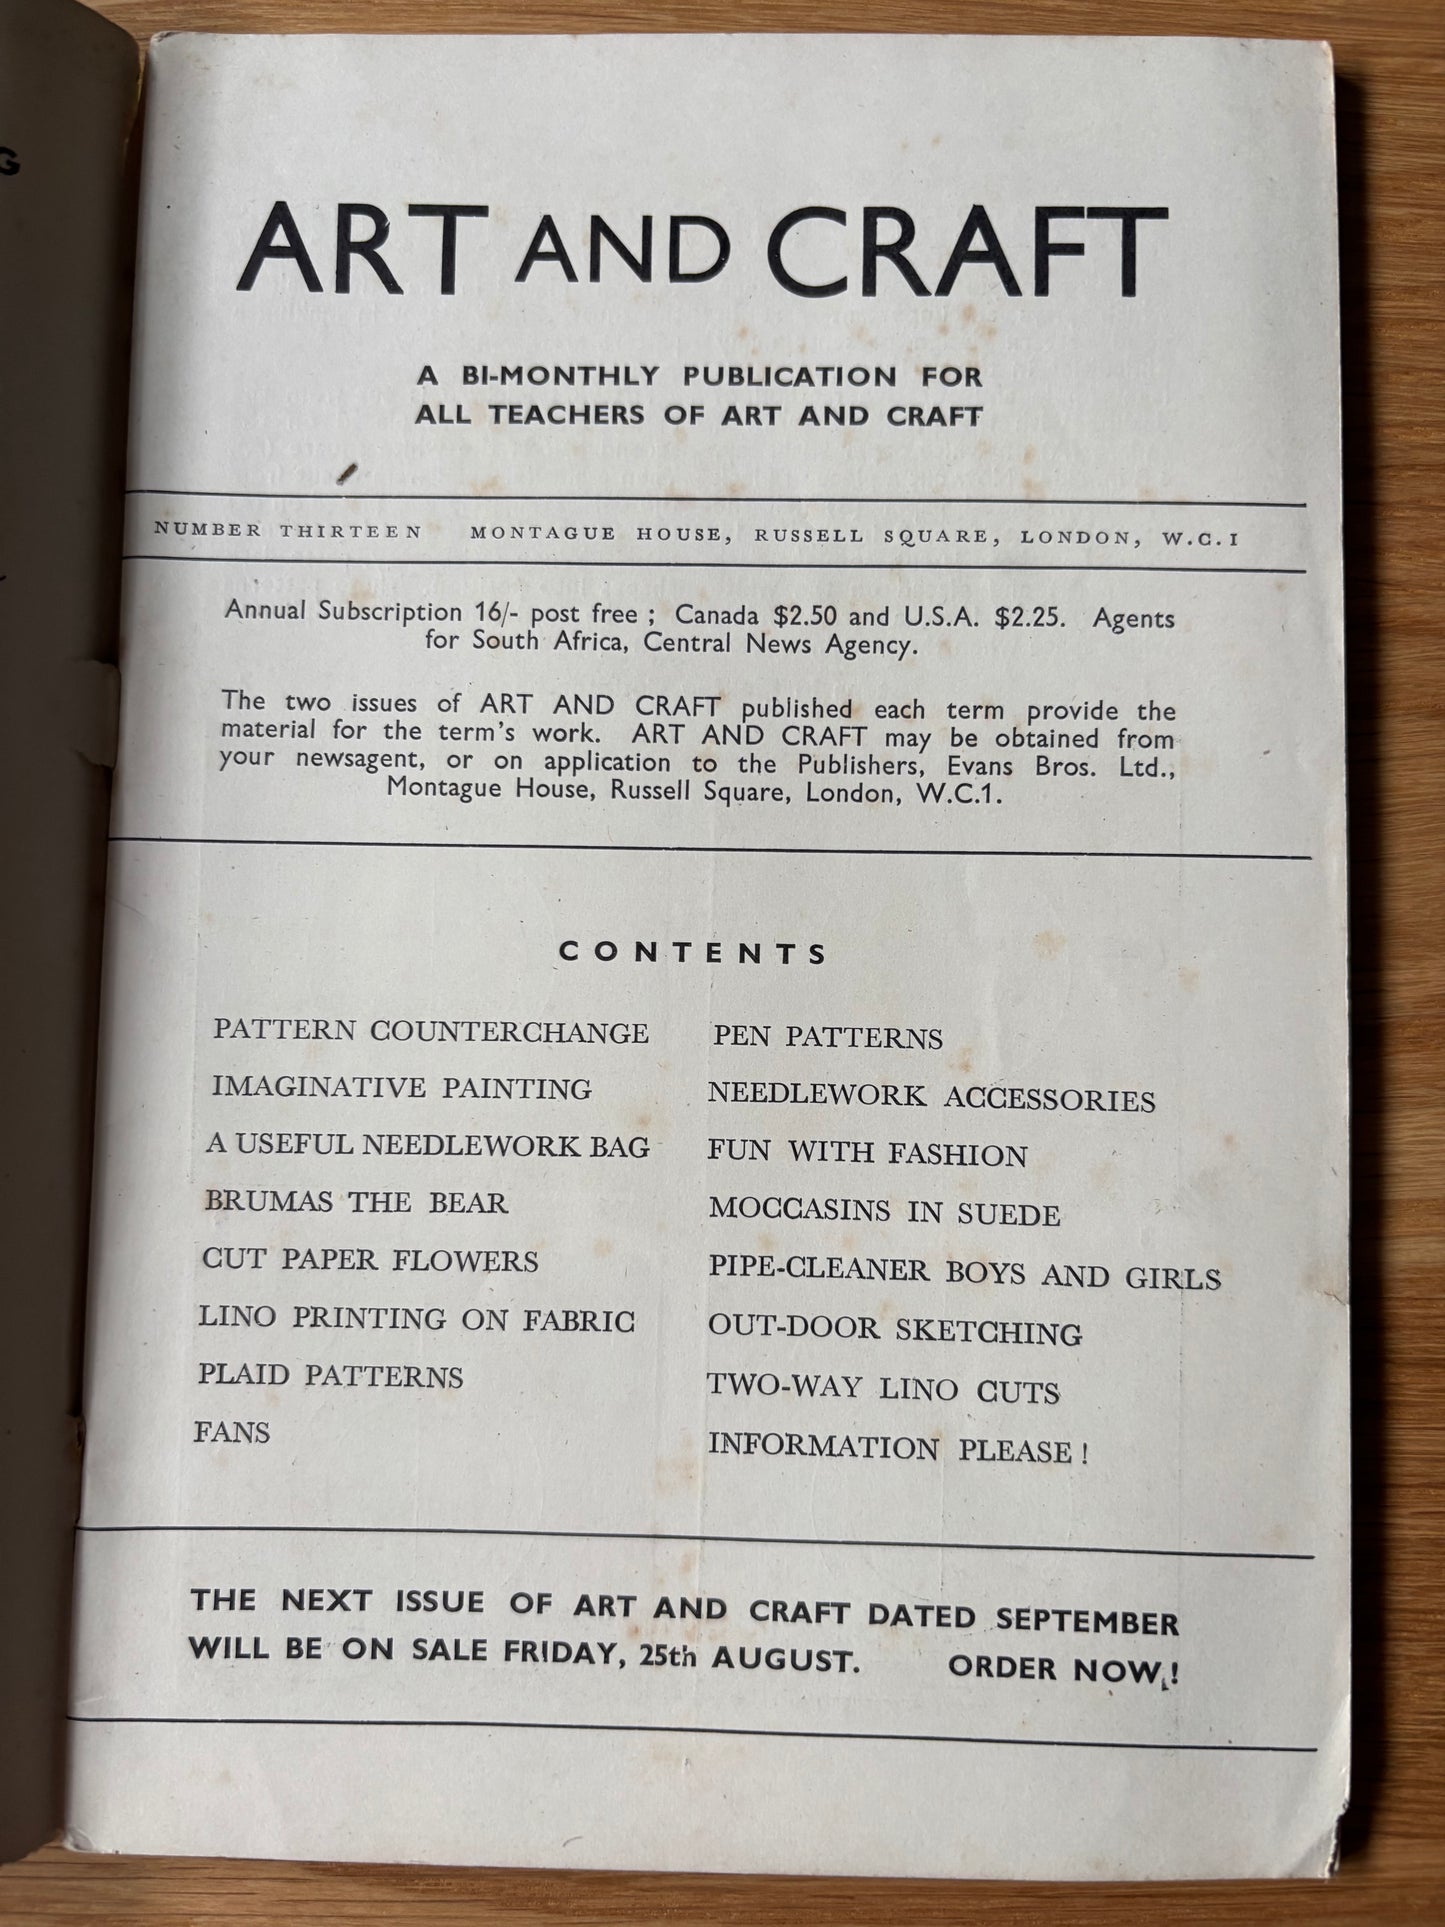 G
ART AND CRAFT
A BI-MONTHLY PUBLICATION FOR
ALL TEACHERS OF ART AND CRAFT
NUMBER THIRTEEN MONTAGUE HOUSE, RUSSELL SQUARE, LONDON, W.C.1
Annual Subscription 16/- post free ; Canada $2.50 and U.S.A. $2.25. Agents
for South Africa, Central News Agency.
The two issues of ART AND CRAFT published each term provide the
material for the term's work. ART AND CRAFT may be obtained from
your newsagent, or on application to the Publishers, Evans Bros. Ltd.,
Montague House, Russell Square, London, W.C.1.
CONTENTS
PATTERN COUNTERCHANGE
IMAGINATIVE PAINTING
A USEFUL NEEDLEWORK BAG
BRUMAS THE BEAR
CUT PAPER FLOWERS
LINO PRINTING ON FABRIC
PLAID PATTERNS
FANS
PEN PATTERNS
NEEDLEWORK ACCESSORIES
FUN WITH FASHION
MOCCASINS IN SUEDE
PIPE-CLEANER BOYS AND GIRLS
OUT-DOOR SKETCHING
TWO-WAY LINO CUTS
INFORMATION PLEASE !
THE NEXT ISSUE OF ART AND CRAFT DATED SEPTEMBER
WILL BE ON SALE FRIDAY, 25th AUGUST. ORDER NOW !